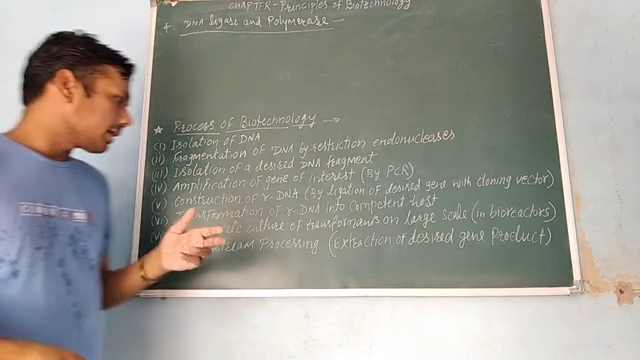 CHAPTER - Principles of Biotechnology
4. DNA ligase and Polymerase -
★ Process of Biotechnology →
(i) Isolation of DNA
(ii) Fragmentation of DNA by restriction endonucleases
(iii) Isolation of a desired DNA fragment
(iv) Amplification of gene of interest (By PCR)
(v) Construction of r-DNA (By ligation of desired gene with cloning vector)
(vi) Transformation of r-DNA into competent host
culture of transformants on large scale (in bioreactors)
Processing (Extraction of desired gene Product)